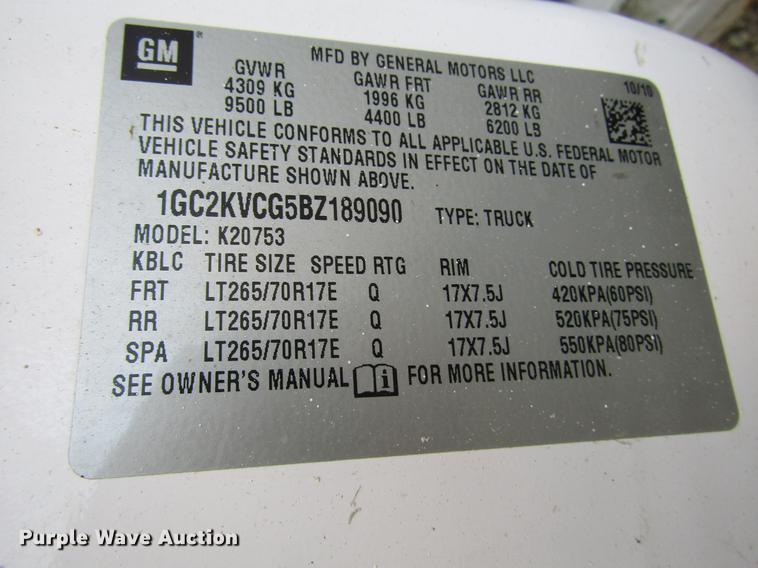 GM ®
MFD BY GENERAL MOTORS LLC
GVWR GAWR FRT GAWR RR 10/10
4309 KG 1996 KG 2812 KG
9500 LB 4400 LB 6200 LB
THIS VEHICLE CONFORMS TO ALL APPLICABLE U.S. FEDERAL MOTOR
VEHICLE SAFETY STANDARDS IN EFFECT ON THE DATE OF
MANUFACTURE SHOWN ABOVE.
1GC2KVCG5BZ189090 TYPE: TRUCK
MODEL: K20753
KBLC TIRE SIZE SPEED RTG RIM COLD TIRE PRESSURE
FRT LT265/70R17E Q 17X7.5J 420KPA(60PSI)
RR LT265/70R17E Q 17X7.5J 520KPA(75PSI)
SPA LT265/70R17E Q 17X7.5J 550KPA(80PSI)
SEE OWNER'S MANUAL i FOR MORE INFORMATION.
Purple Wave Auction